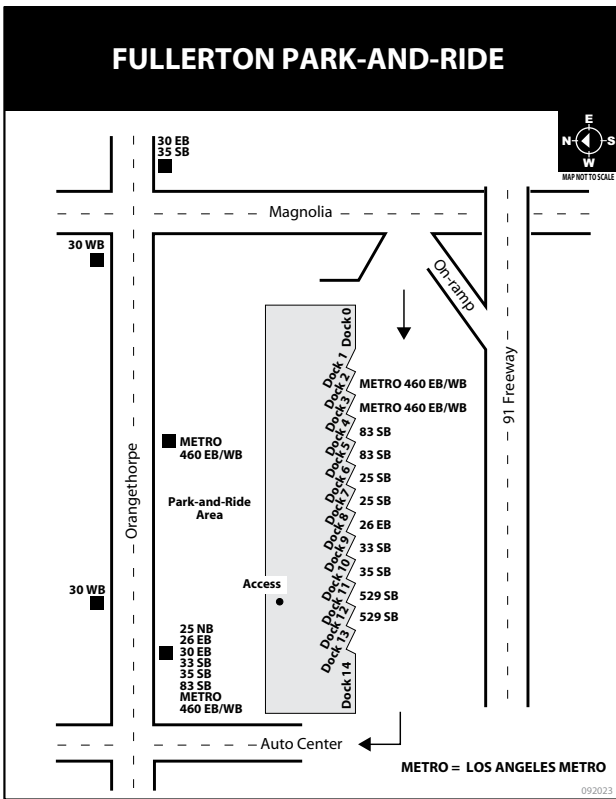 FULLERTON PARK-AND-RIDE
E
N S
W
MAP NOT TO SCALE
30 EB
35 SB
Magnolia
30 WB
On-ramp
Dock 0
Dock 1
Dock 2
METRO 460 EB/WB
Dock 3
METRO 460 EB/WB
Dock 4
83 SB
Dock 5
83 SB
Dock 6
25 SB
Dock 7
25 SB
Dock 8
26 EB
Dock 9
33 SB
Dock 10
35 SB
Dock 11
529 SB
Dock 12
529 SB
Dock 13
Dock 14
91 Freeway
METRO
460 EB/WB
Orangethorpe
Park-and-Ride
Area
Access
30 WB
25 NB
26 EB
30 EB
33 SB
35 SB
83 SB
METRO
460 EB/WB
Auto Center
METRO = LOS ANGELES METRO
092023